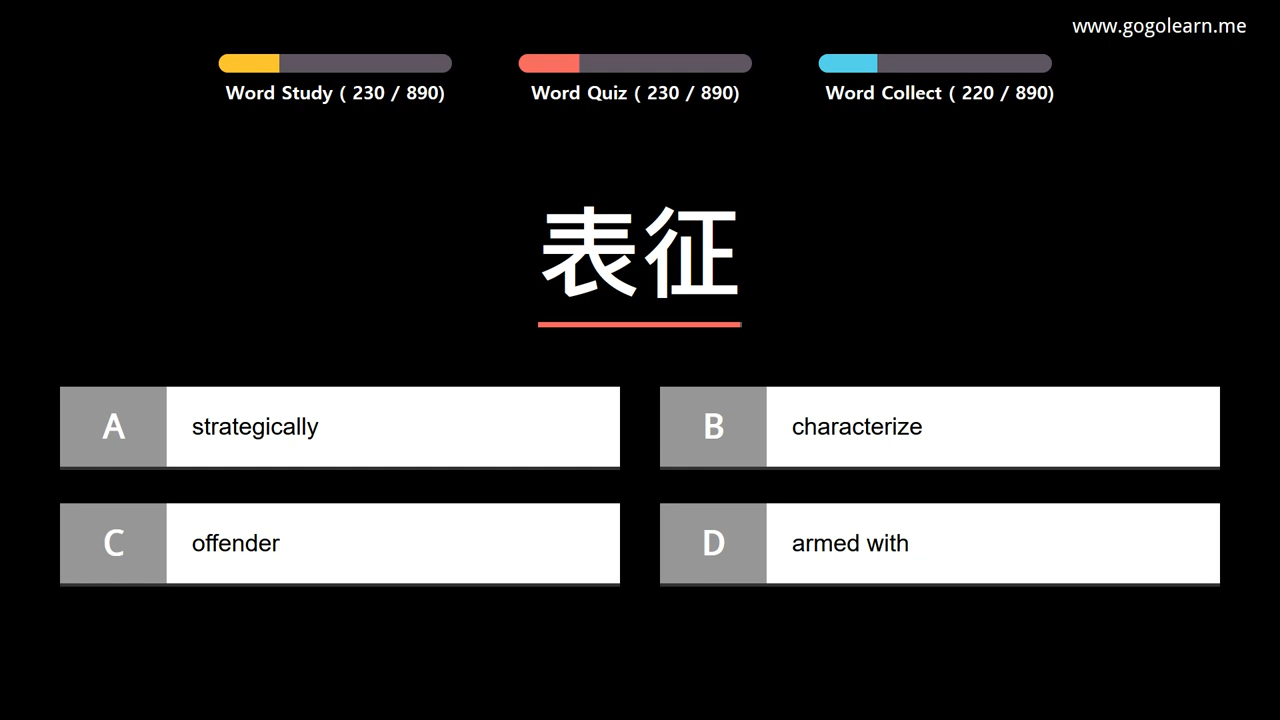 www.gogolearn.me
Word Study ( 230 / 890)
Word Quiz ( 230 / 890)
Word Collect ( 220 / 890)
表征
A strategically
B characterize
C offender
D armed with